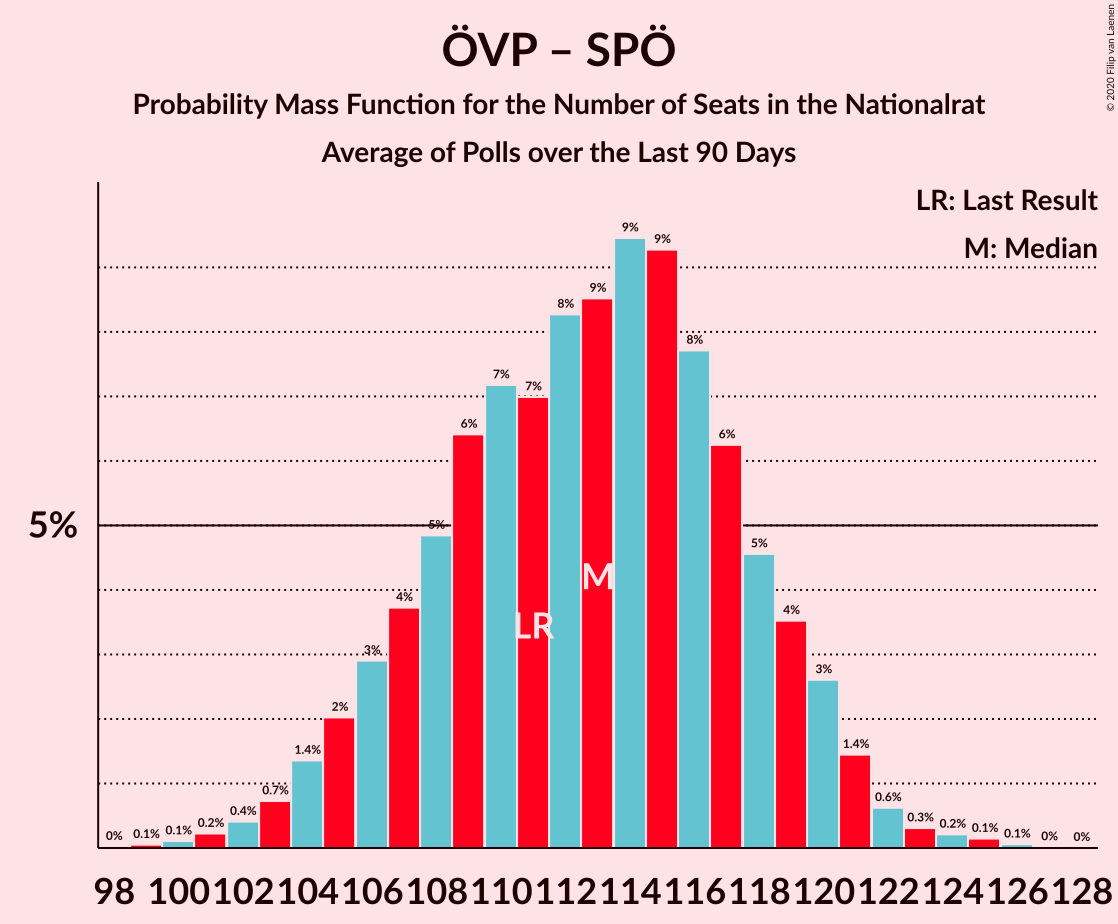 ÖVP – SPÖ
Probability Mass Function for the Number of Seats in the Nationalrat
Average of Polls over the Last 90 Days
© 2020 Filip van Laenen
LR: Last Result
M: Median
5%
0% 0.1% 0.1% 0.2% 0.4% 0.7% 1.4% 2% 3% 4% 5% 6% 7% 7% 8% 9% 9% 9% 8% 6% 5% 4% 3% 1.4% 0.6% 0.3% 0.2% 0.1% 0.1% 0% 0%
M
LR
98 100 102 104 106 108 110 112 114 116 118 120 122 124 126 128